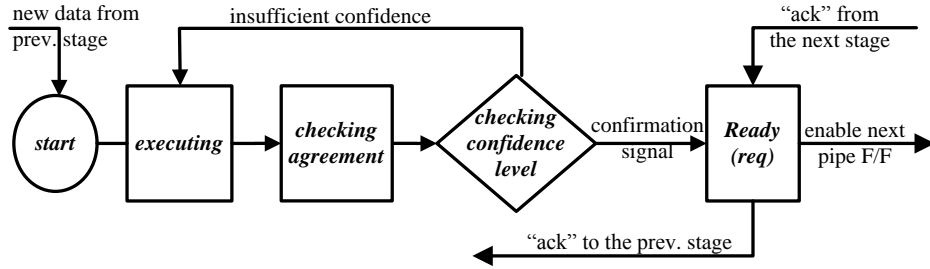 new data from
prev. stage
insufficient confidence
“ack” from
the next stage
start
executing
checking
agreement
checking
confidence
level
confirmation
signal
Ready
(req)
enable next
pipe F/F
“ack” to the prev. stage